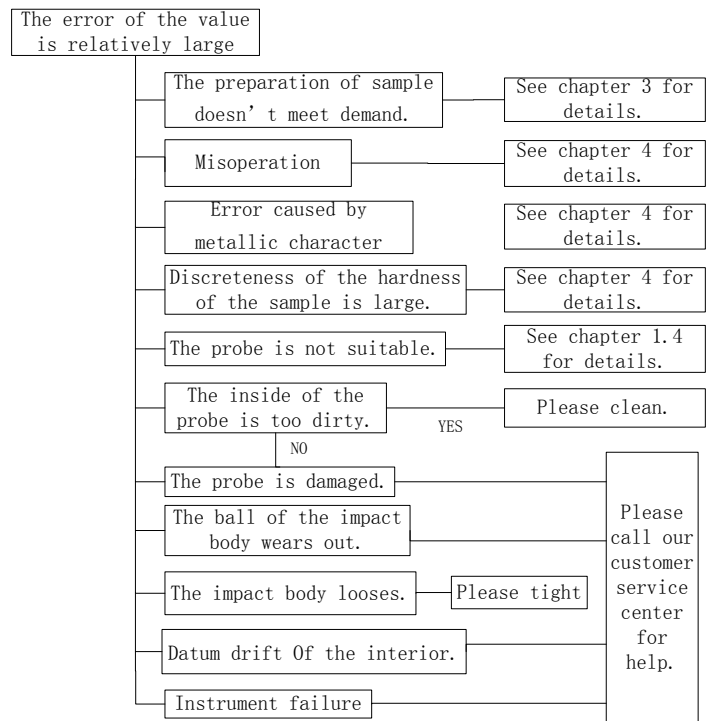 The error of the value
is relatively large
The preparation of sample
doesn't meet demand.
See chapter 3 for
details.
Misoperation
See chapter 4 for
details.
Error caused by
metallic character
See chapter 4 for
details.
Discreteness of the hardness
of the sample is large.
See chapter 4 for
details.
The probe is not suitable.
See chapter 1.4
for details.
The inside of the
probe is too dirty.
YES
Please clean.
NO
The probe is damaged.
The ball of the impact
body wears out.
The impact body looses.
Please tight
Datum drift Of the interior.
Instrument failure
Please
call our
customer
service
center
for
help.